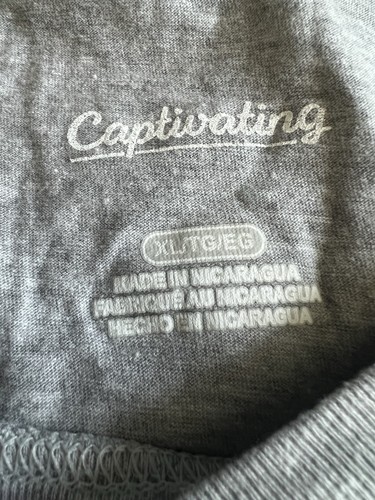 Captivating
XL/TG/EG
MADE IN NICARAGUA
FABRIQUÉ AU NICARAGUA
HECHO EN NICARAGUA